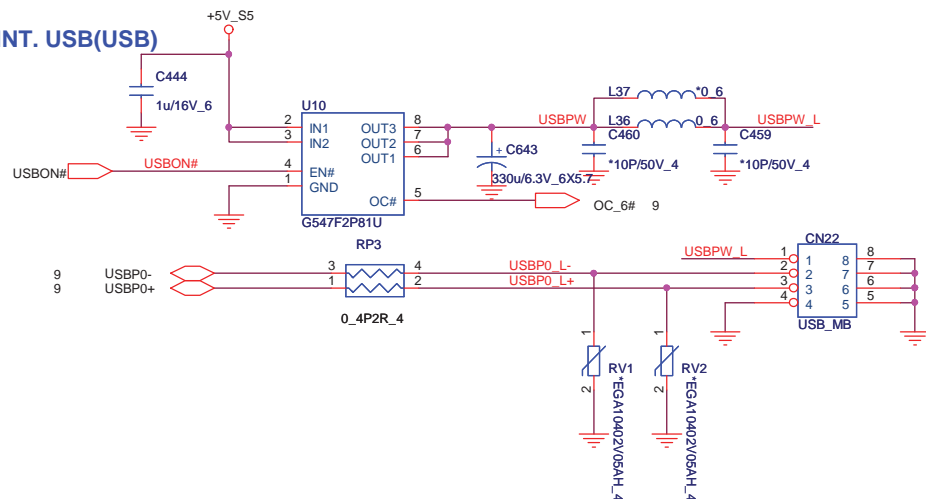 +5V_S5
INT. USB(USB)
C444
1u/16V_6
U10
2 IN1 OUT3 8
3 IN2 OUT2 7
OUT1 6
4 EN#
1 GND
OC# 5
G547F2P81U
USBON# USBON#
USBPW
L37 *0_6
L36 0_6
USBPW_L
C460
*10P/50V_4
C459
*10P/50V_4
+ C643
330u/6.3V_6X5.7
OC_6# 9
RP3
9 USBP0- 3 4 USBP0_L-
9 USBP0+ 1 2 USBP0_L+
0_4P2R_4
CN22
USBPW_L 1 1 8 8
2 2 7 7
3 3 6 6
4 4 5 5
USB_MB
1 RV1 2
*EGA10402V05AH_4
1 RV2 2
*EGA10402V05AH_4